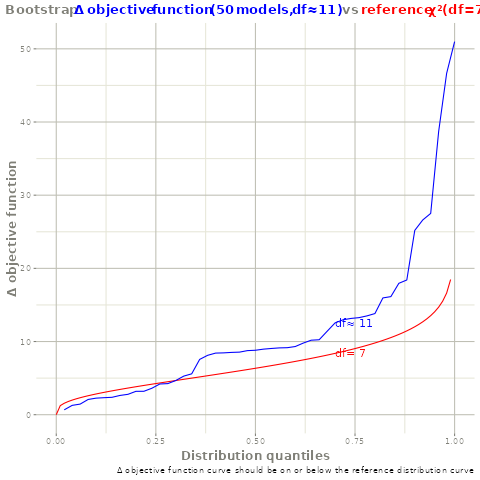 Bootstrap Δ objective function (50 models, df≈11) vs reference χ²(df=7
50
40
30
20
10
0
Δ objective function
df≈ 11
df= 7
0.00 0.25 0.50 0.75 1.00
Distribution quantiles
Δ objective function curve should be on or below the reference distribution curve